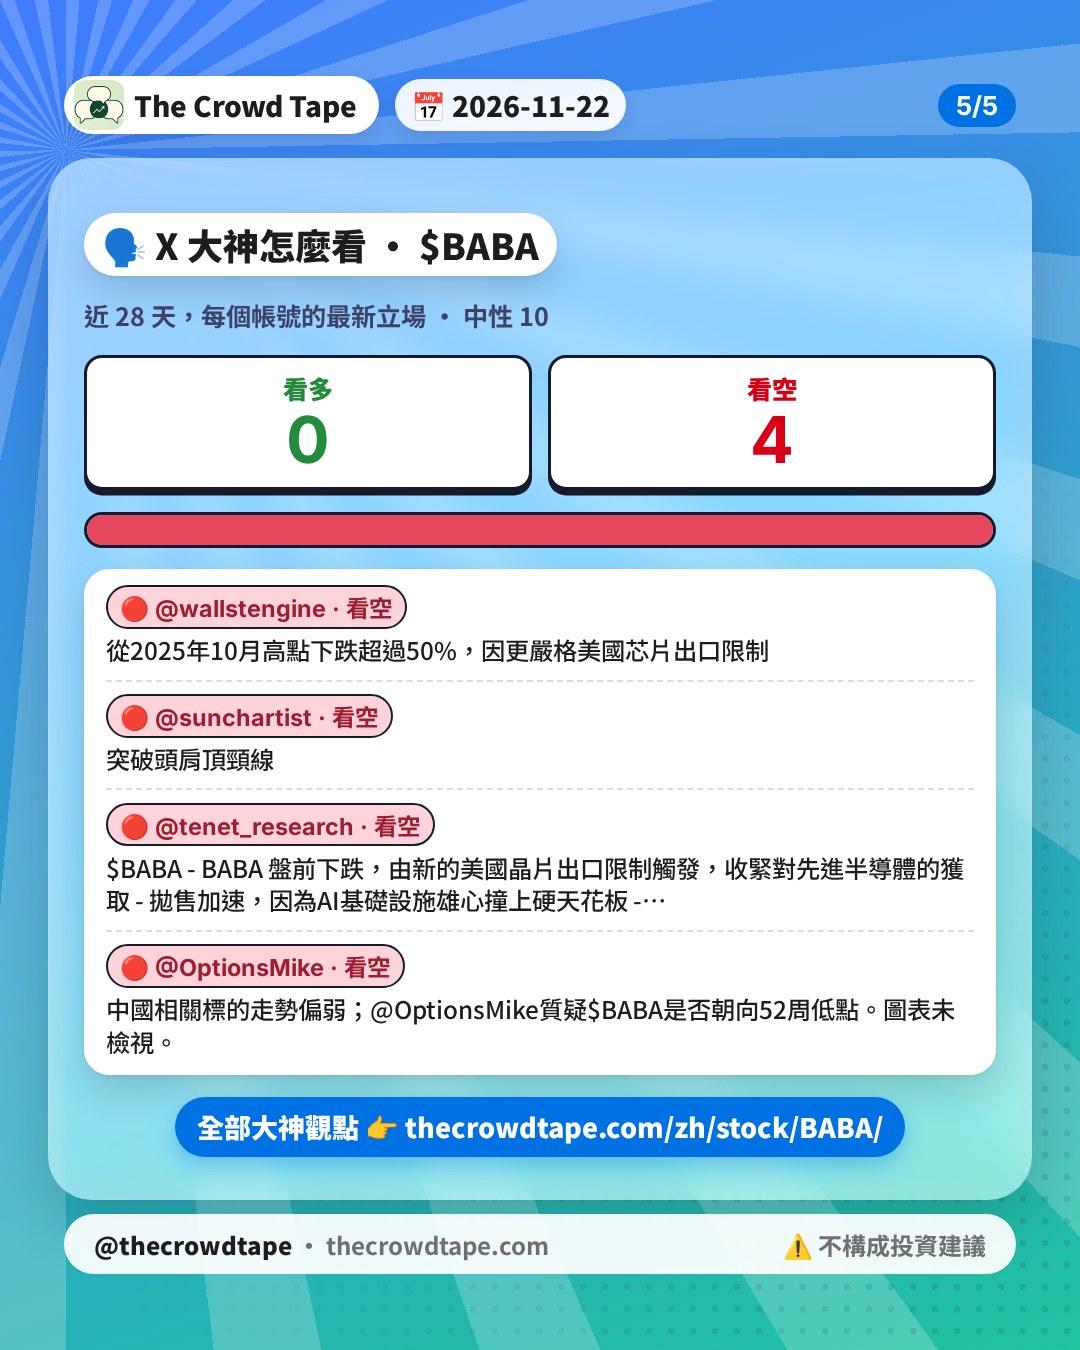 The Crowd Tape
📅 2026-11-22
5/5
🗣️ X 大神怎麼看 · $BABA
近 28 天，每個帳號的最新立場 · 中性 10
看多
0
看空
4
🔴 @wallstengine · 看空
從2025年10月高點下跌超過50%，因更嚴格美國芯片出口限制
🔴 @sunchartist · 看空
突破頭肩頂頸線
🔴 @tenet_research · 看空
$BABA - BABA 盤前下跌，由新的美國晶片出口限制觸發，收緊對先進半導體的獲
取 - 拋售加速，因為AI基礎設施雄心撞上硬天花板 -…
🔴 @OptionsMike · 看空
中國相關標的走勢偏弱；@OptionsMike質疑$BABA是否朝向52周低點。圖表未
檢視。
全部大神觀點 👉 thecrowdtape.com/zh/stock/BABA/
@thecrowdtape · thecrowdtape.com
⚠️ 不構成投資建議